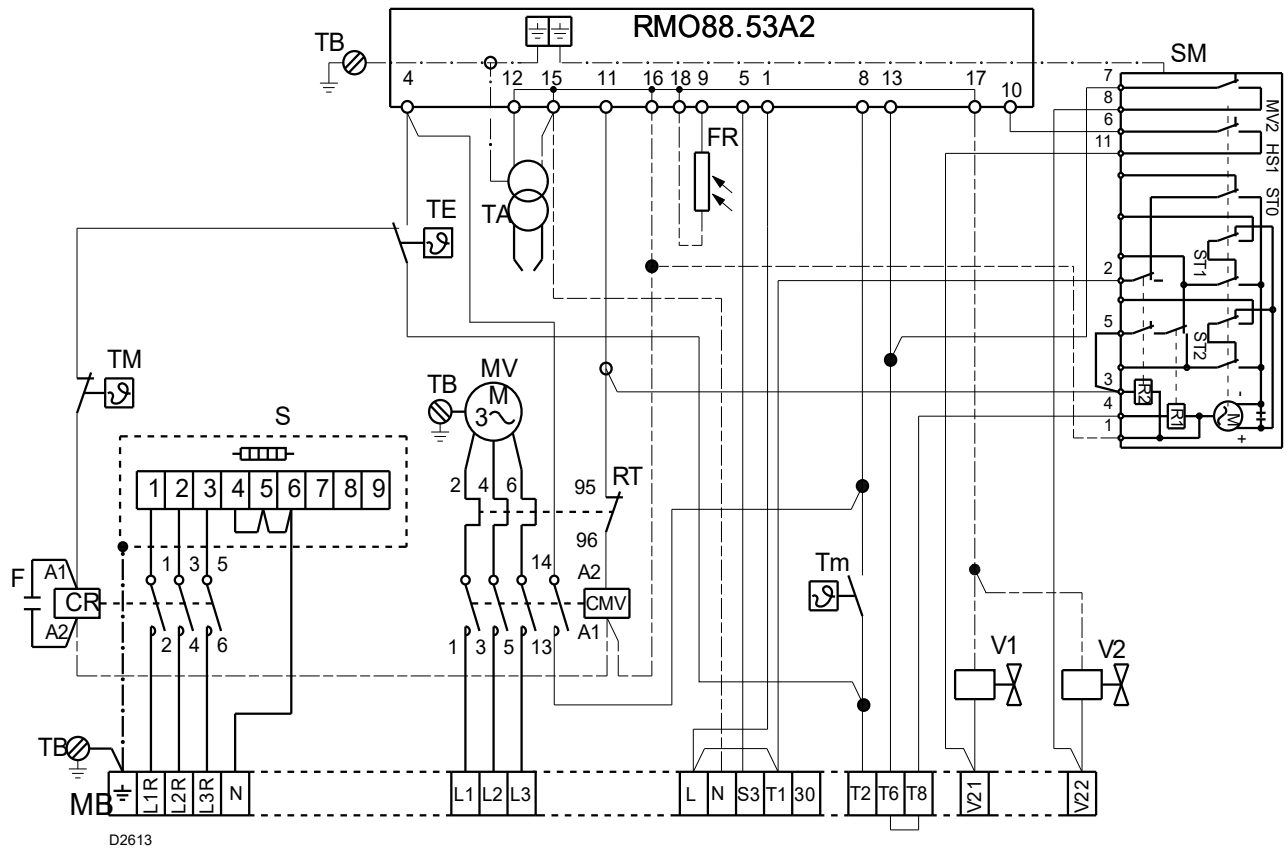 RMO88.53A2
TB
SM
4 12 15 11 16 18 9 5 1 8 13 17 10
7
8
6
11
2
5
3
4
1
MV2 HS1 ST0
ST1
ST2
R2
R1
M
-
+
FR
TE
ϑ
TA
TM
ϑ
MV
TB
M
3~
S
1 2 3 4 5 6 7 8 9
2 4 6
95
RT
96
14
A2
CMV
A1
Tm
ϑ
F
A1
CR
A2
1 3 5
2 4 6
1 3 5 13
V1
V2
TB
MB
L1R L2R L3R N
L1 L2 L3
L N S3 T1 30
T2 T6 T8
V21
V22
D2613